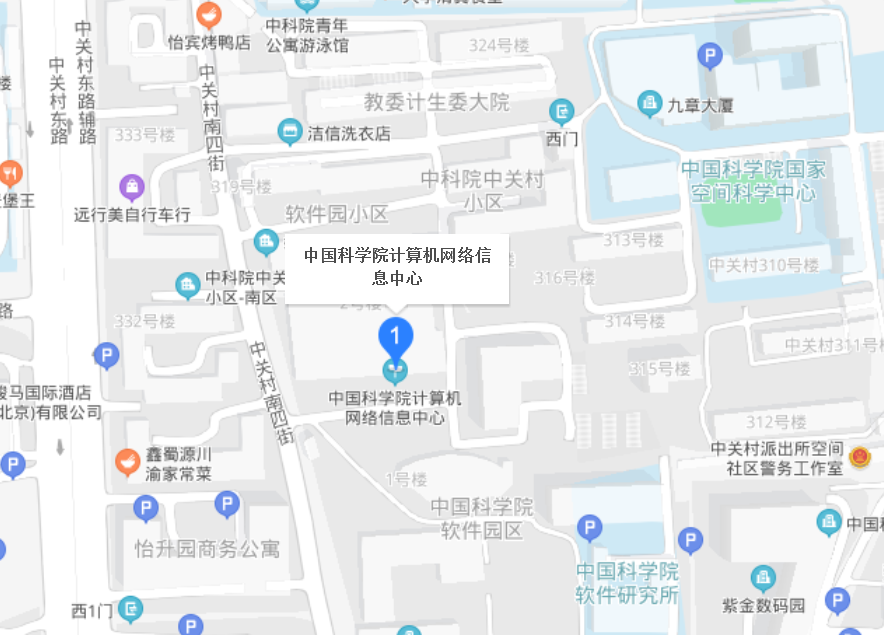 中科院青年
公寓游泳馆
怡宾烤鸭店
324号楼
P
中关村东路辅路
中关村东路
中关村南四街
教委计生委大院
九章大厦
洁信洗衣店
西门
333号楼
中国科学院国家
空间科学中心
中科院中关村
小区
319号楼
堡王
远行美自行车行
软件园小区
313号楼
中国科学院计算机网络信
息中心
中关村310号楼
中科院中关
小区-南区
316号楼
332号楼
314号楼
1
P
中关村311号
中关村南四街
315号楼
骏马国际酒店
北京)有限公司
中国科学院计算机
网络信息中心
312号楼
鑫蜀源川
渝家常菜
中关村派出所空间
社区警务工作室
P
1号楼
P
P
中国科学院
软件园区
P
P
中国科
怡升园商务公寓
中国科学院
软件研究所
紫金数码园
P
西1门
P